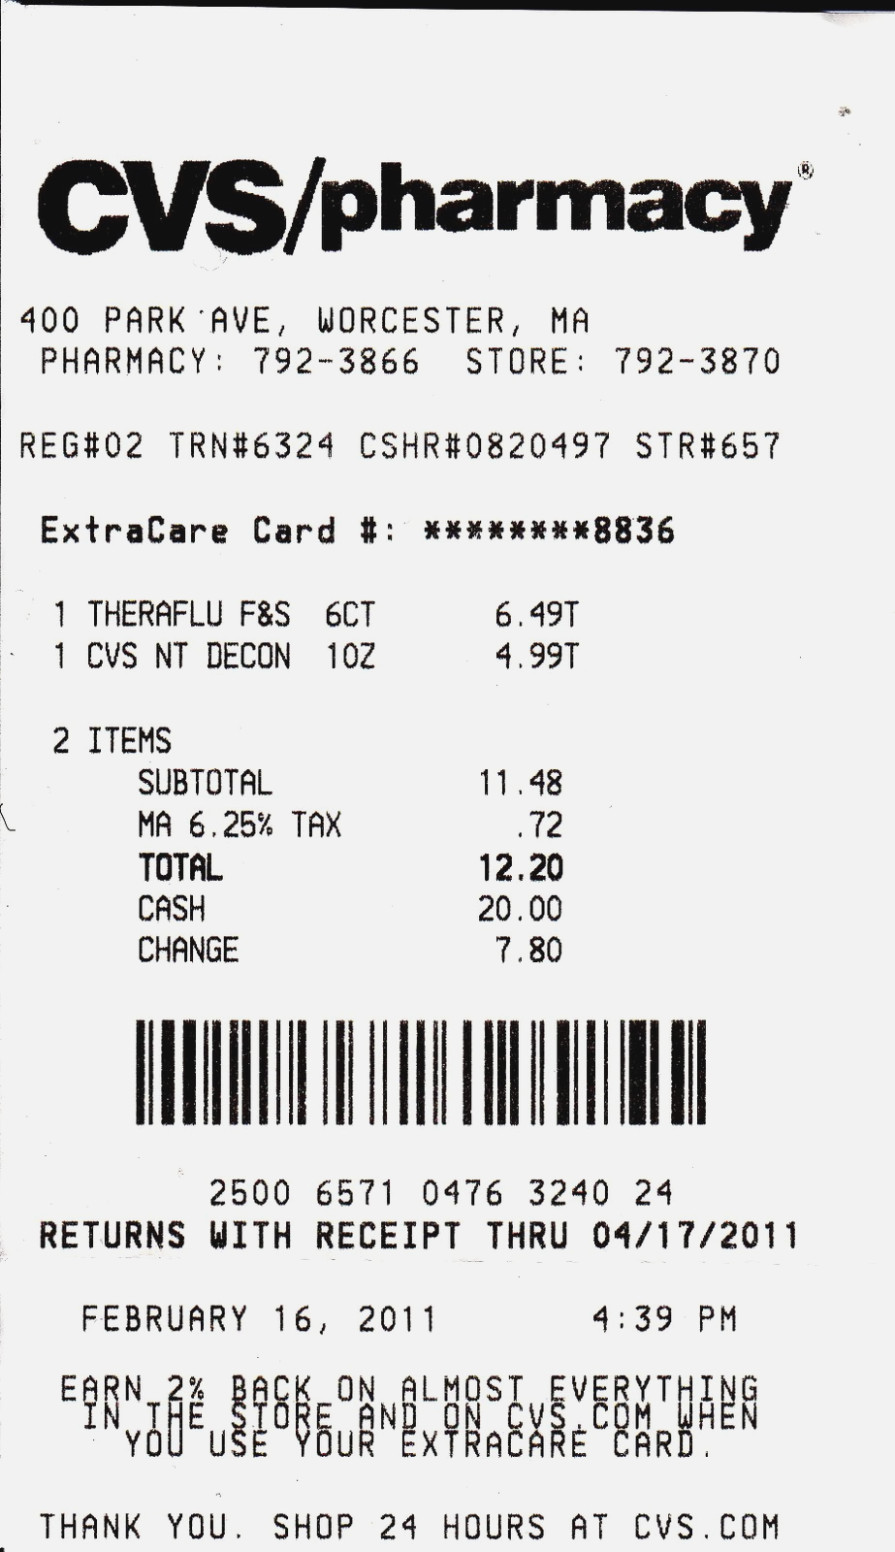 CVS/pharmacy®
400 PARK AVE, WORCESTER, MA
PHARMACY: 792-3866 STORE: 792-3870
REG#02 TRN#6324 CSHR#0820497 STR#657
ExtraCare Card #: ********8836
1 THERAFLU F&S 6CT 6.49T
1 CVS NT DECON 10Z 4.99T
2 ITEMS
SUBTOTAL 11.48
MA 6.25% TAX .72
TOTAL 12.20
CASH 20.00
CHANGE 7.80
2500 6571 0476 3240 24
RETURNS WITH RECEIPT THRU 04/17/2011
FEBRUARY 16, 2011 4:39 PM
EARN 2% BACK ON ALMOST EVERYTHING
IN THE STORE AND ON CVS.COM WHEN
YOU USE YOUR EXTRACARE CARD.
THANK YOU. SHOP 24 HOURS AT CVS.COM